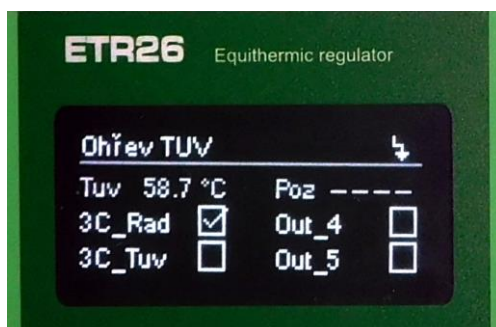 ETR26 Equithermic regulator
Ohřev TUV
Tuv 58.7 °C Poz ----
3C_Rad Out_4
3C_Tuv Out_5